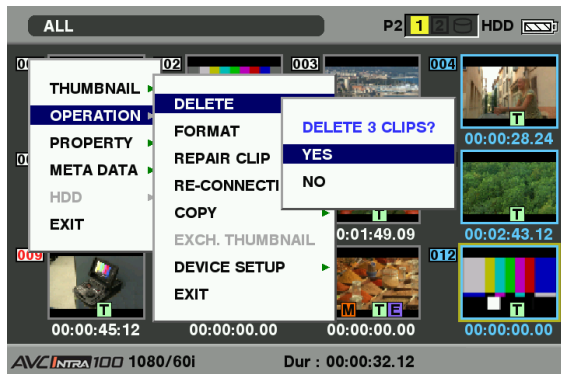 ALL
P2 1 2 HDD
02 003 004
THUMBNAIL
OPERATION
PROPERTY
META DATA
HDD
EXIT
DELETE
FORMAT
REPAIR CLIP
RE-CONNECTI
COPY
EXCH. THUMBNAIL
DEVICE SETUP
EXIT
DELETE 3 CLIPS?
YES
NO
T
00:00:28.24
T T
0:01:49.09 00:02:43.12
009 012
T M T E T
00:00:45:12 00:00:00.00 00:00:00.00 00:00:00.00
AVC INTRA 100 1080/60i Dur : 00:00:32.12